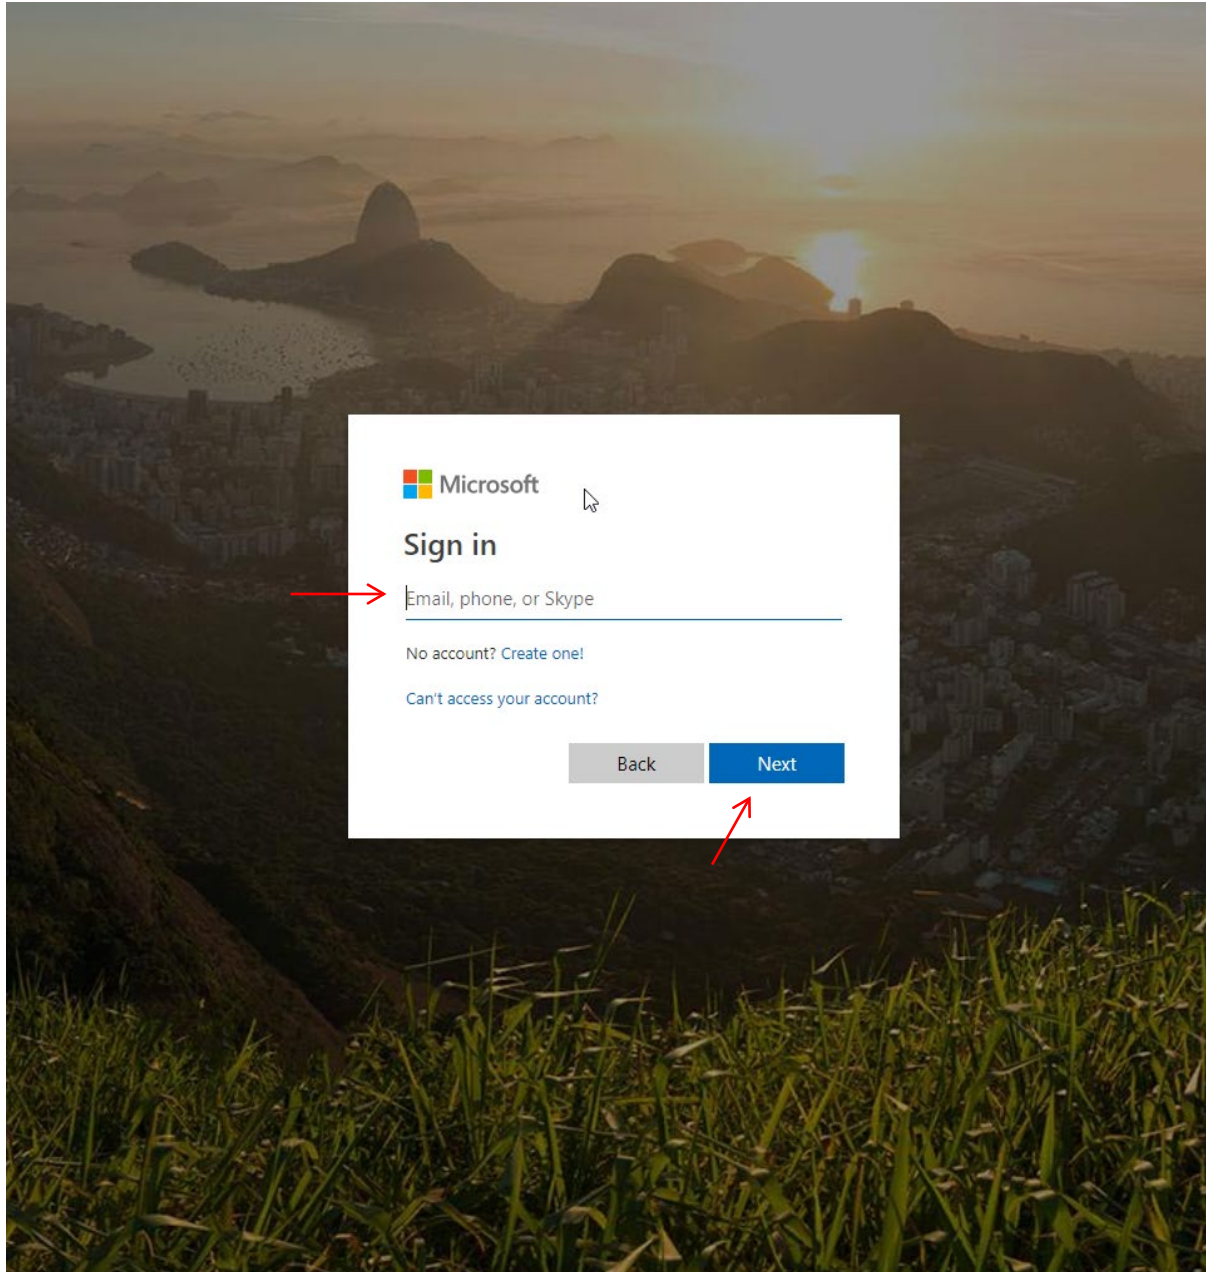 Microsoft
Sign in
Email, phone, or Skype
No account? Create one!
Can't access your account?
Back Next